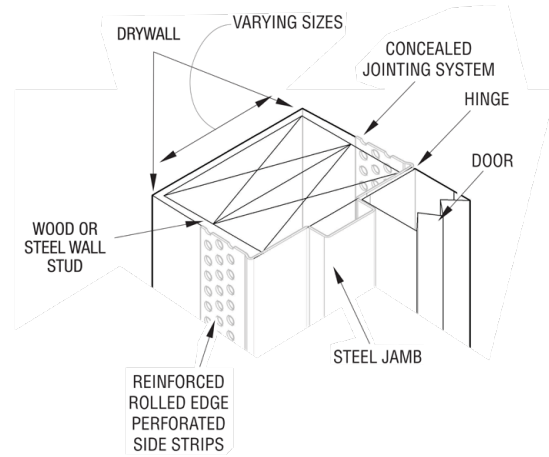 DRYWALL
VARYING SIZES
CONCEALED
JOINTING SYSTEM
HINGE
DOOR
WOOD OR
STEEL WALL
STUD
STEEL JAMB
REINFORCED
ROLLED EDGE
PERFORATED
SIDE STRIPS